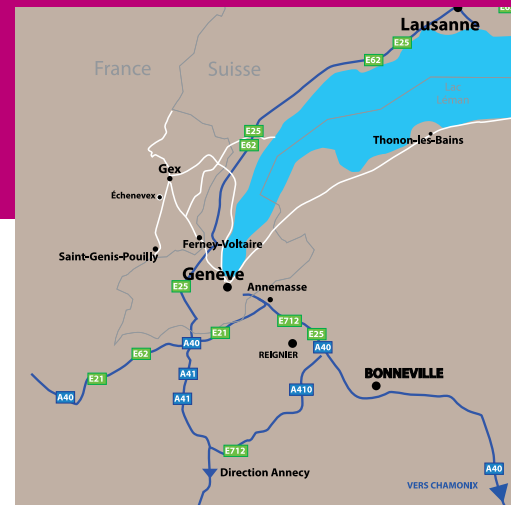 Lausanne
E25
E62
France
Suisse
Lac
Léman
E25
E62
Thonon-les-Bains
Gex
Échenevex
Ferney-Voltaire
Saint-Genis-Pouilly
Genève
E25
Annemasse
E712
E21
E25
A40
A40
REIGNIER
E62
A41
BONNEVILLE
E21
A410
A40
A41
E712
A40
Direction Annecy
VERS CHAMONIX